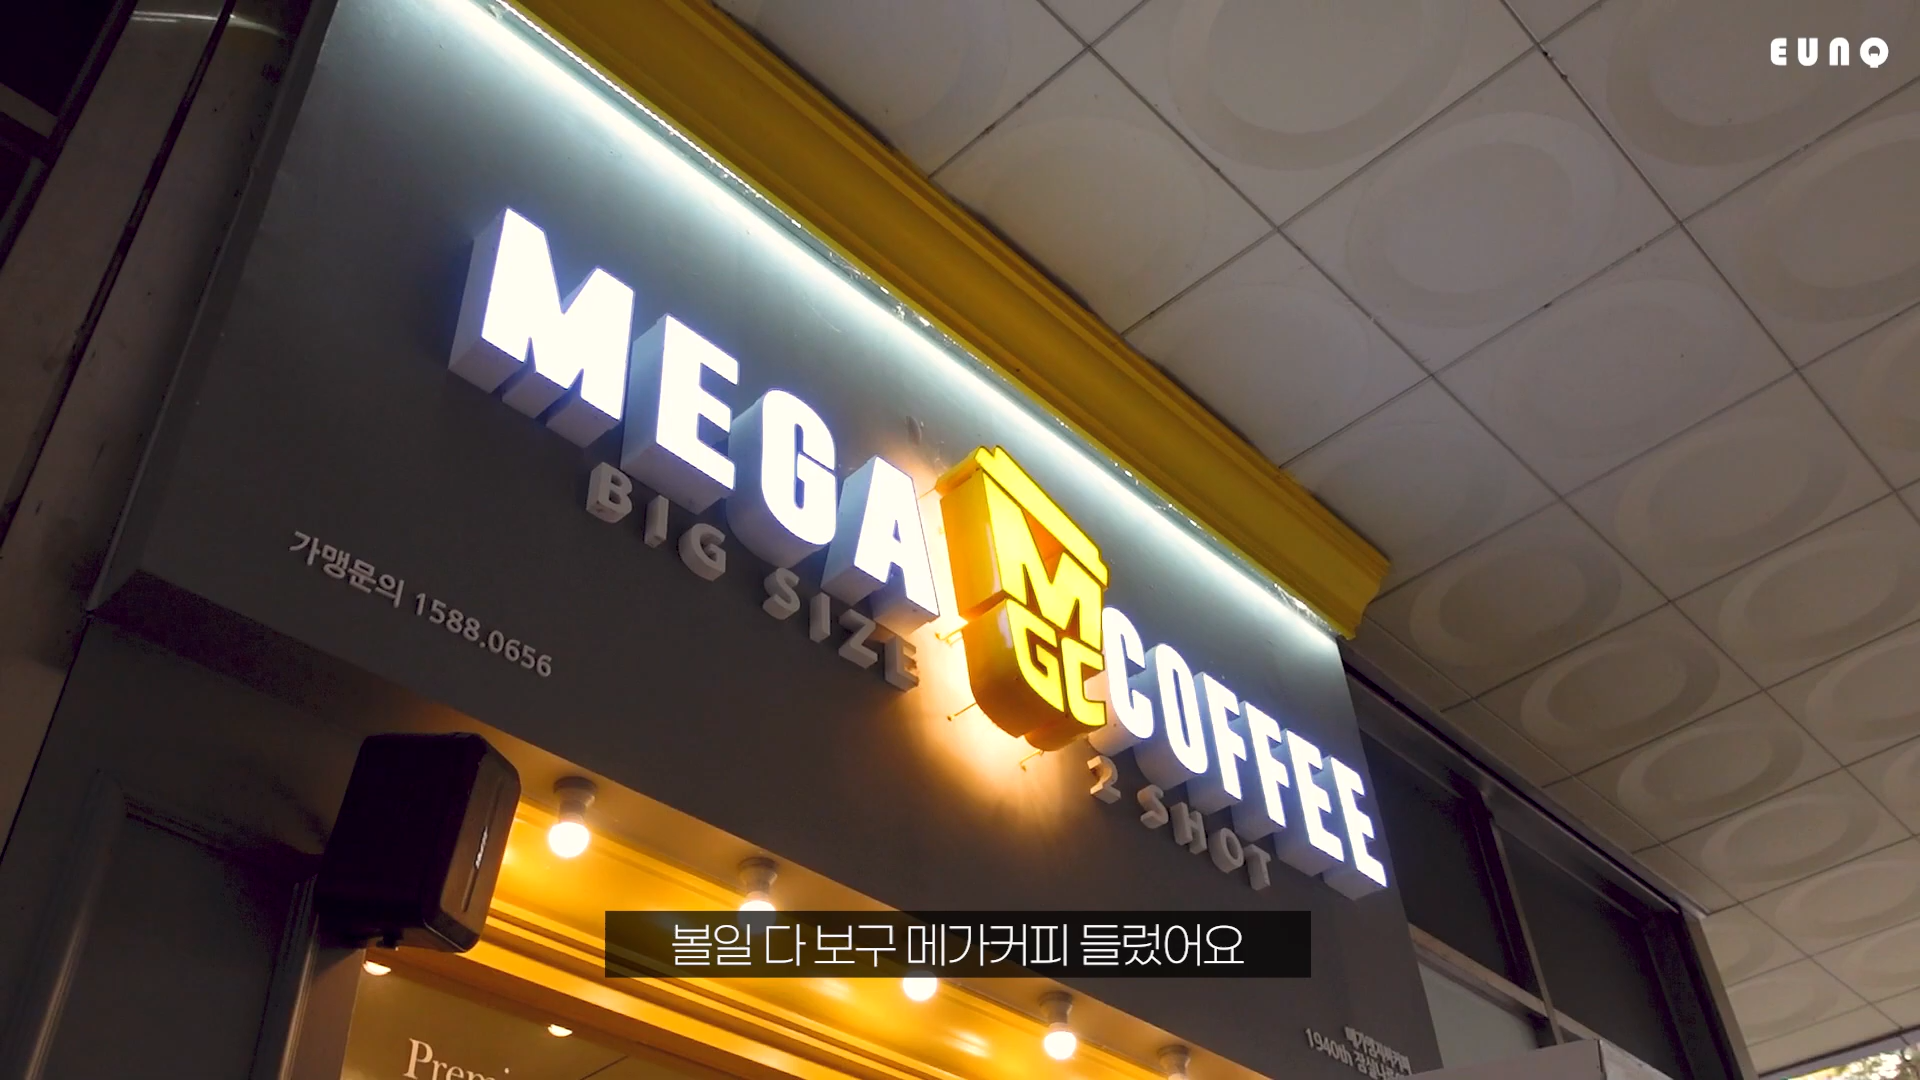 EUNQ
MEGA MGC COFFEE
BIG SIZE 2 SHOT
가맹문의 1588.0656
볼일 다 보구 메가커피 들렀어요
1940th